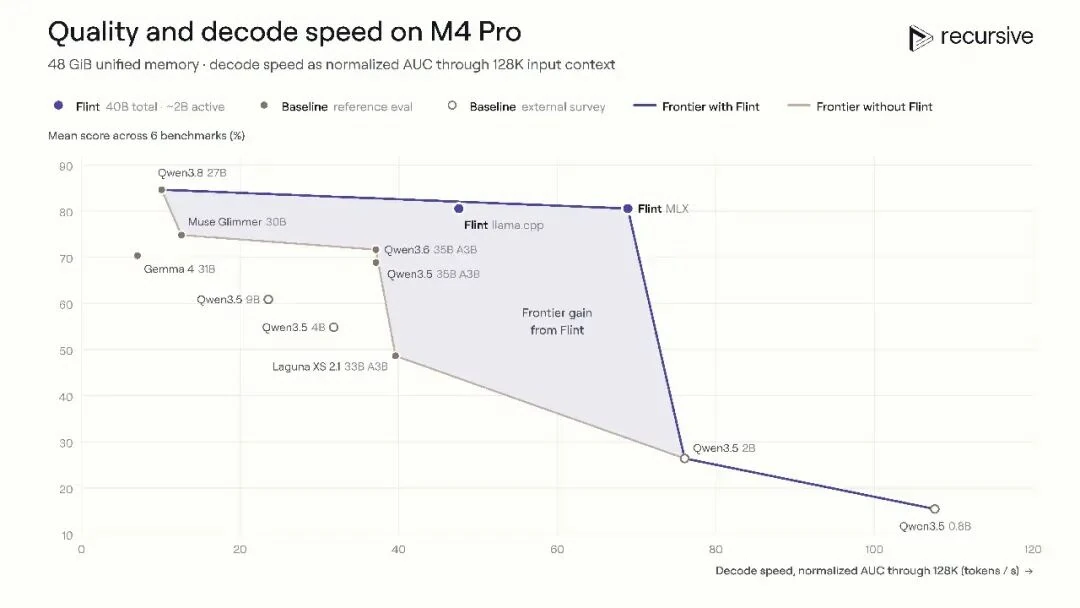 Quality and decode speed on M4 Pro
recursive
48 GiB unified memory · decode speed as normalized AUC through 128K input context
Flint 40B total · ~2B active
Baseline reference eval
Baseline external survey
Frontier with Flint
Frontier without Flint
Mean score across 6 benchmarks (%)
90
80
70
60
50
40
30
20
10
Qwen3.8 27B
Muse Glimmer 30B
Gemma 4 31B
Qwen3.5 9B
Qwen3.5 4B
Laguna XS 2.1 33B A3B
Qwen3.6 35B A3B
Qwen3.5 35B A3B
Flint llama.cpp
Flint MLX
Frontier gain
from Flint
Qwen3.5 2B
Qwen3.5 0.8B
0
20
40
60
80
100
120
Decode speed, normalized AUC through 128K (tokens / s) →